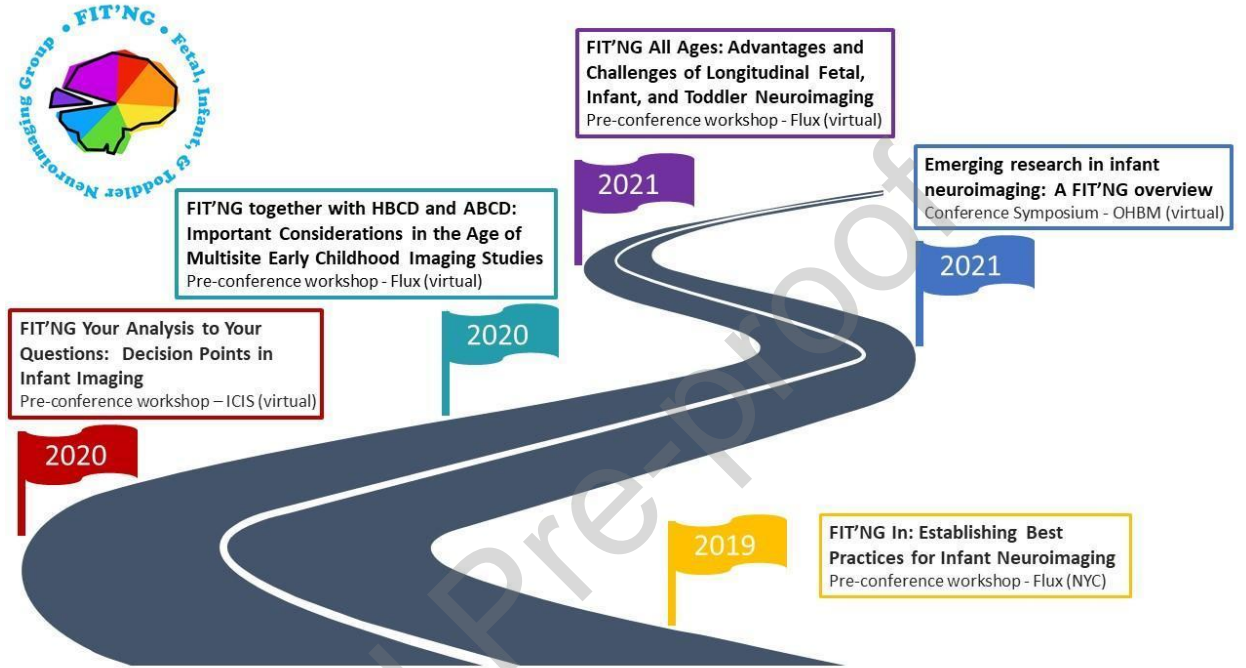 FIT'NG • Fetal, Infant, & Toddler Neuroimaging Group •
FIT'NG All Ages: Advantages and
Challenges of Longitudinal Fetal,
Infant, and Toddler Neuroimaging
Pre-conference workshop - Flux (virtual)
2021
Emerging research in infant
neuroimaging: A FIT'NG overview
Conference Symposium - OHBM (virtual)
2021
FIT'NG together with HBCD and ABCD:
Important Considerations in the Age of
Multisite Early Childhood Imaging Studies
Pre-conference workshop - Flux (virtual)
2020
FIT'NG Your Analysis to Your
Questions: Decision Points in
Infant Imaging
Pre-conference workshop – ICIS (virtual)
2020
2019
FIT'NG In: Establishing Best
Practices for Infant Neuroimaging
Pre-conference workshop - Flux (NYC)
Pre-proof